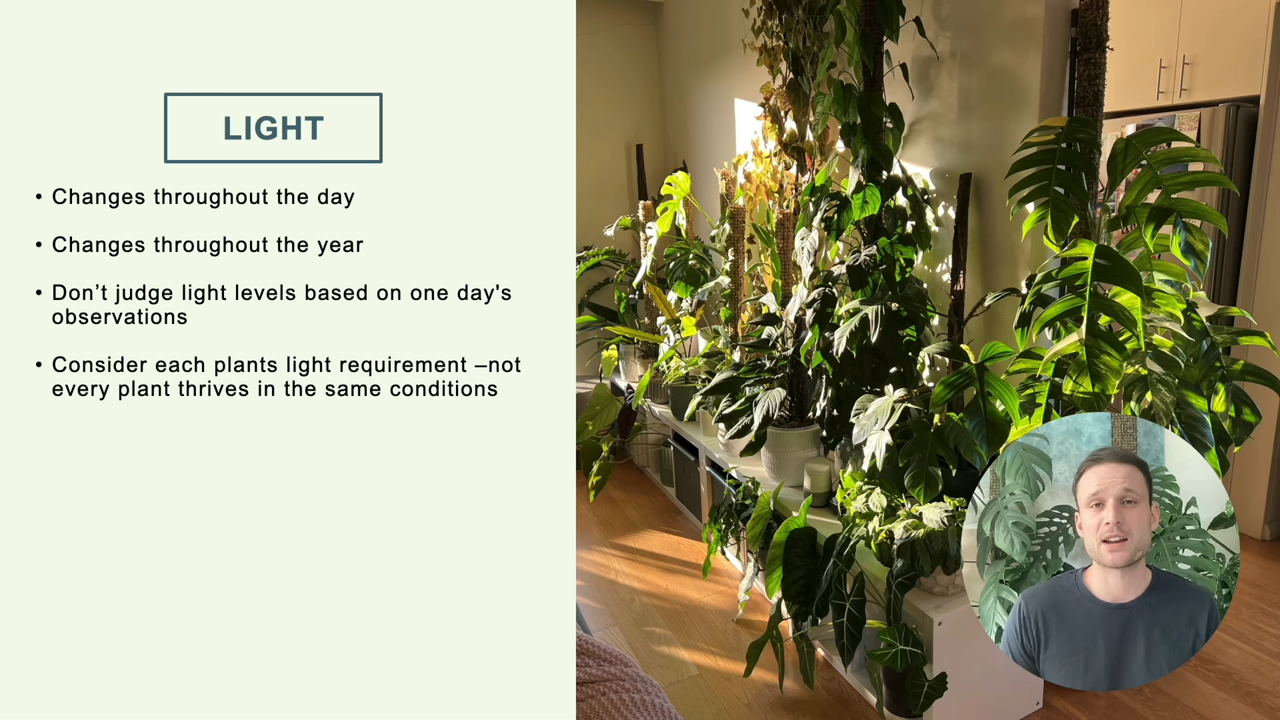 LIGHT
• Changes throughout the day
• Changes throughout the year
• Don’t judge light levels based on one day's
observations
• Consider each plants light requirement –not
every plant thrives in the same conditions